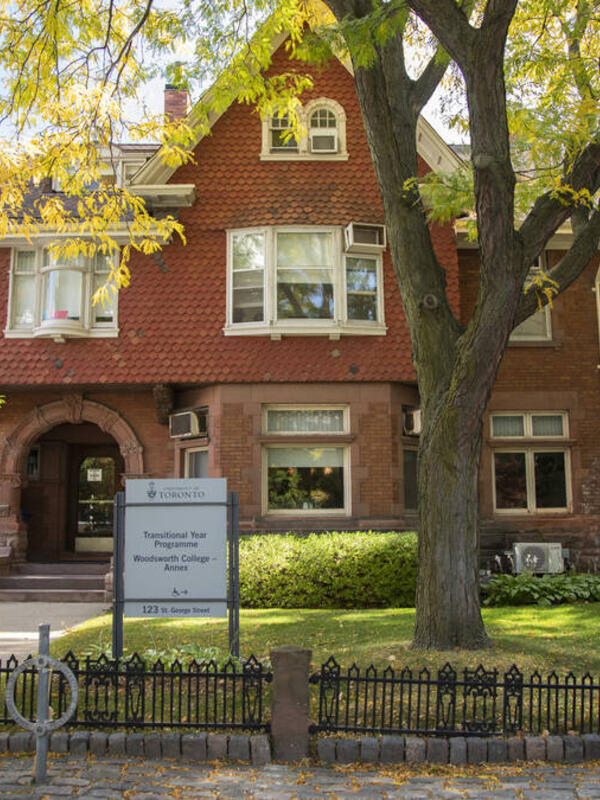 UNIVERSITY OF
TORONTO
Transitional Year
Programme
Woodsworth College –
Annex
123 St. George Street